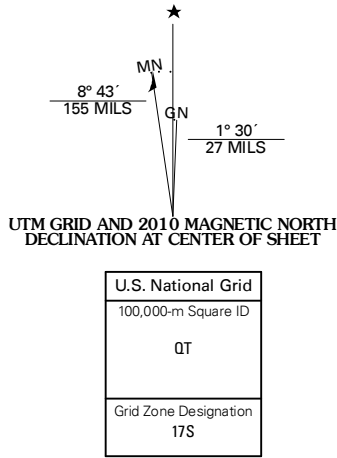 ★
MN
8° 43´
155 MILS
GN
1° 30´
27 MILS
UTM GRID AND 2010 MAGNETIC NORTH
DECLINATION AT CENTER OF SHEET
U.S. National Grid
100,000-m Square ID
QT
Grid Zone Designation
17S